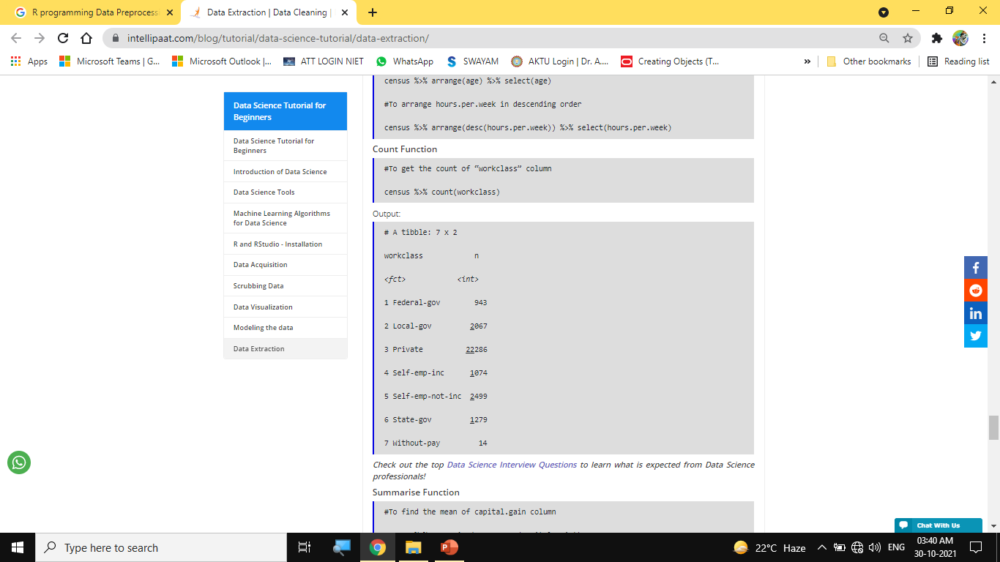 R programming Data Preprocess
Data Extraction | Data Cleaning |
intellipaat.com/blog/tutorial/data-science-tutorial/data-extraction/
Apps
Microsoft Teams | G...
Microsoft Outlook |...
ATT LOGIN NIET
WhatsApp
SWAYAM
AKTU Login | Dr. A....
Creating Objects (T...
»
Other bookmarks
Reading list
Data Science Tutorial for
Beginners
Data Science Tutorial for
Beginners
Introduction of Data Science
Data Science Tools
Machine Learning Algorithms
for Data Science
R and RStudio - Installation
Data Acquisition
Scrubbing Data
Data Visualization
Modeling the data
Data Extraction
census %>% arrange(age) %>% select(age)
#To arrange hours.per.week in descending order
census %>% arrange(desc(hours.per.week)) %>% select(hours.per.week)
Count Function
#To get the count of “workclass” column
census %>% count(workclass)
Output:
# A tibble: 7 x 2
workclass n
<fct> <int>
1 Federal-gov 943
2 Local-gov 2067
3 Private 22286
4 Self-emp-inc 1074
5 Self-emp-not-inc 2499
6 State-gov 1279
7 Without-pay 14
Check out the top Data Science Interview Questions to learn what is expected from Data Science
professionals!
Summarise Function
#To find the mean of capital.gain column
f
in
Chat With Us
Type here to search
P
22°C Haze
ENG
03:40 AM
30-10-2021